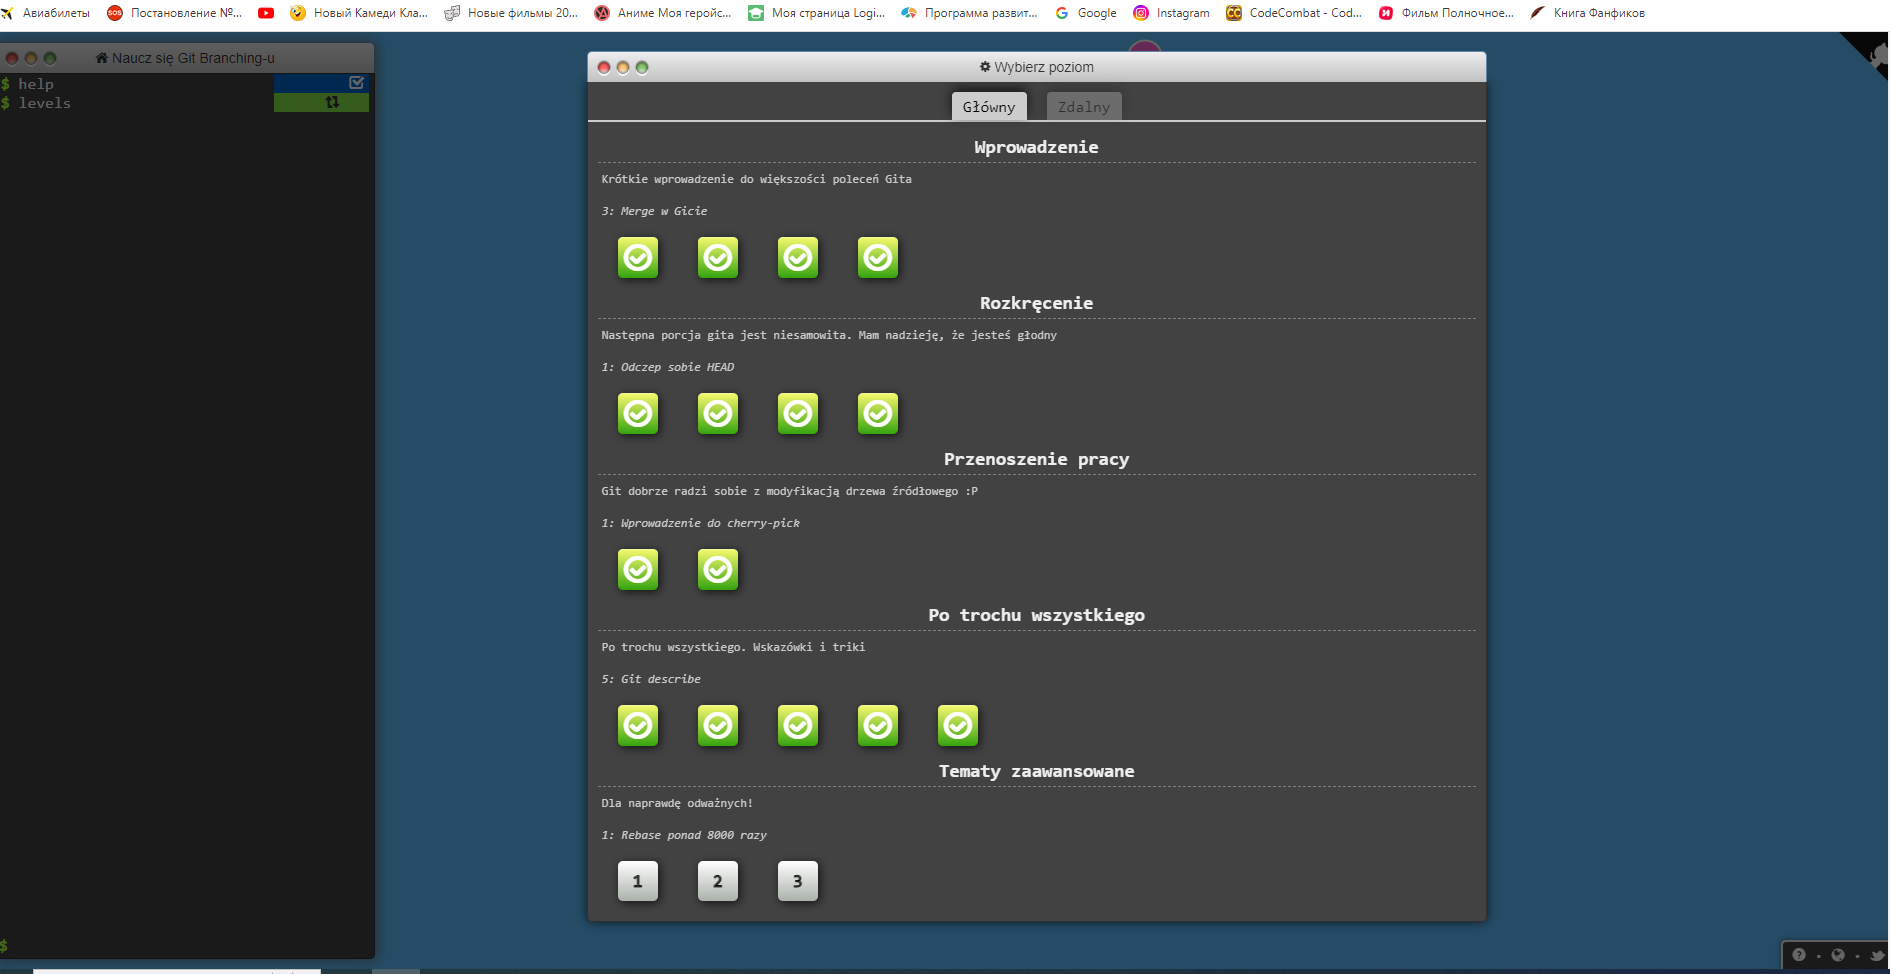 Авиабилеты
Постановление №...
Новый Камеди Кла...
Новые фильмы 20...
Аниме Моя геройс...
Моя страница Logi...
Программа развит...
Google
Instagram
CodeCombat - Cod...
Фильм Полночное...
Книга Фанфиков
Naucz się Git Branching-u
$ help
$ levels
$
Wybierz poziom
Główny
Zdalny
Wprowadzenie
Krótkie wprowadzenie do większości poleceń Gita
3: Merge w Gicie
Rozkręcenie
Następna porcja gita jest niesamowita. Mam nadzieję, że jesteś głodny
1: Odczep sobie HEAD
Przenoszenie pracy
Git dobrze radzi sobie z modyfikacją drzewa źródłowego :P
1: Wprowadzenie do cherry-pick
Po trochu wszystkiego
Po trochu wszystkiego. Wskazówki i triki
5: Git describe
Tematy zaawansowane
Dla naprawdę odważnych!
1: Rebase ponad 8000 razy
1 2 3